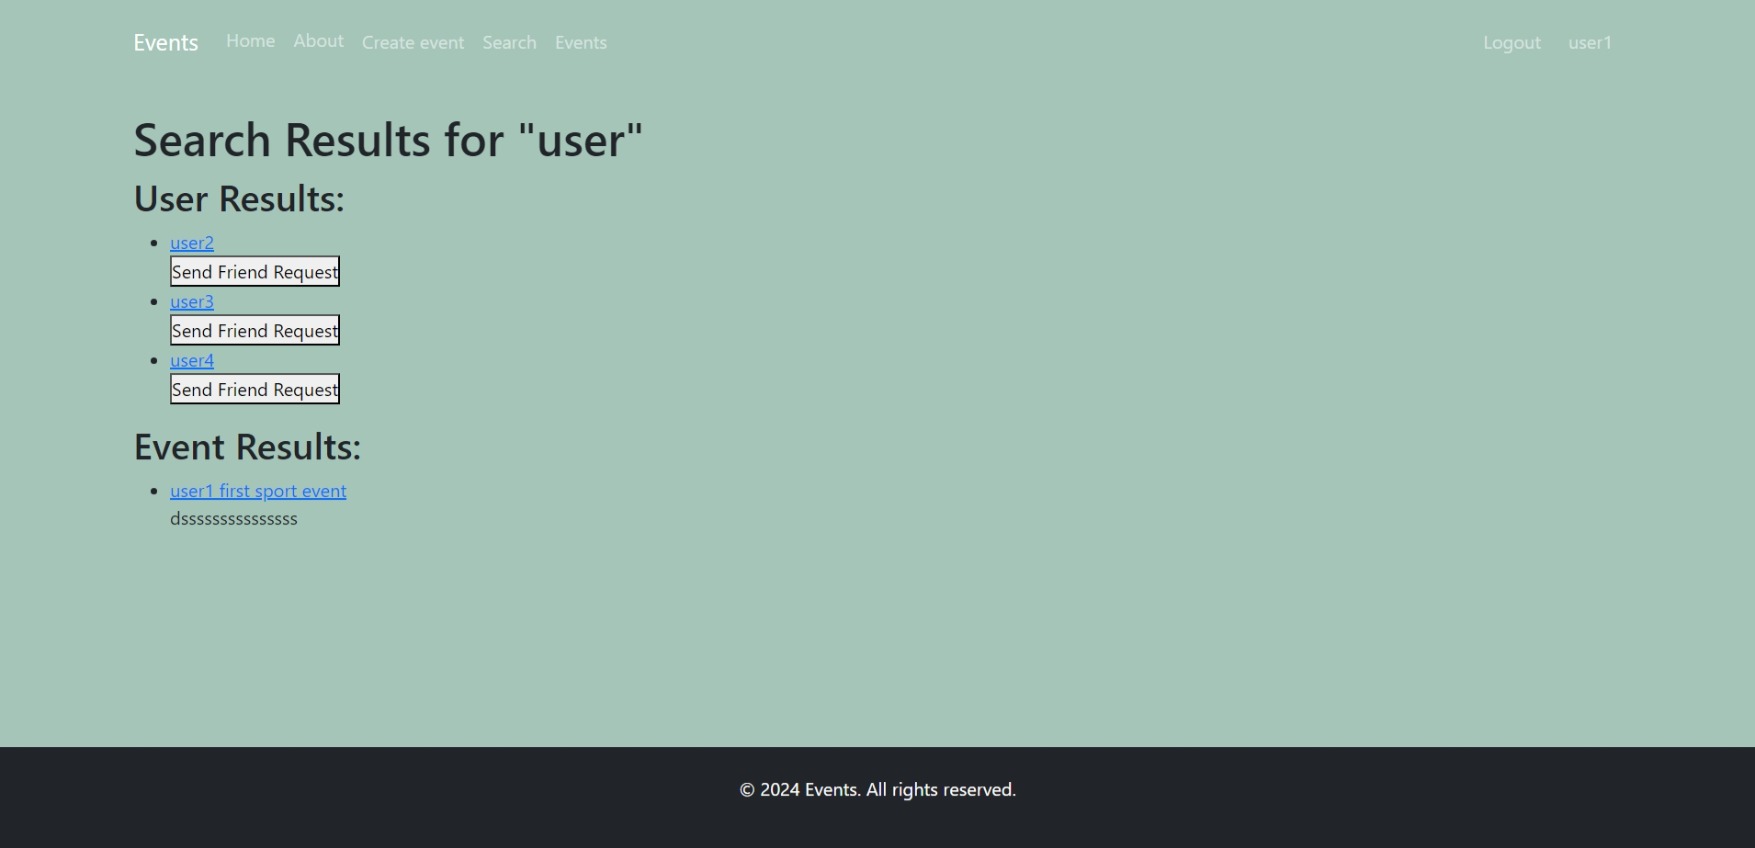 Events Home About Create event Search Events Logout user1
Search Results for "user"
User Results:
user2
Send Friend Request
user3
Send Friend Request
user4
Send Friend Request
Event Results:
user1 first sport event
dsssssssssssssss
© 2024 Events. All rights reserved.